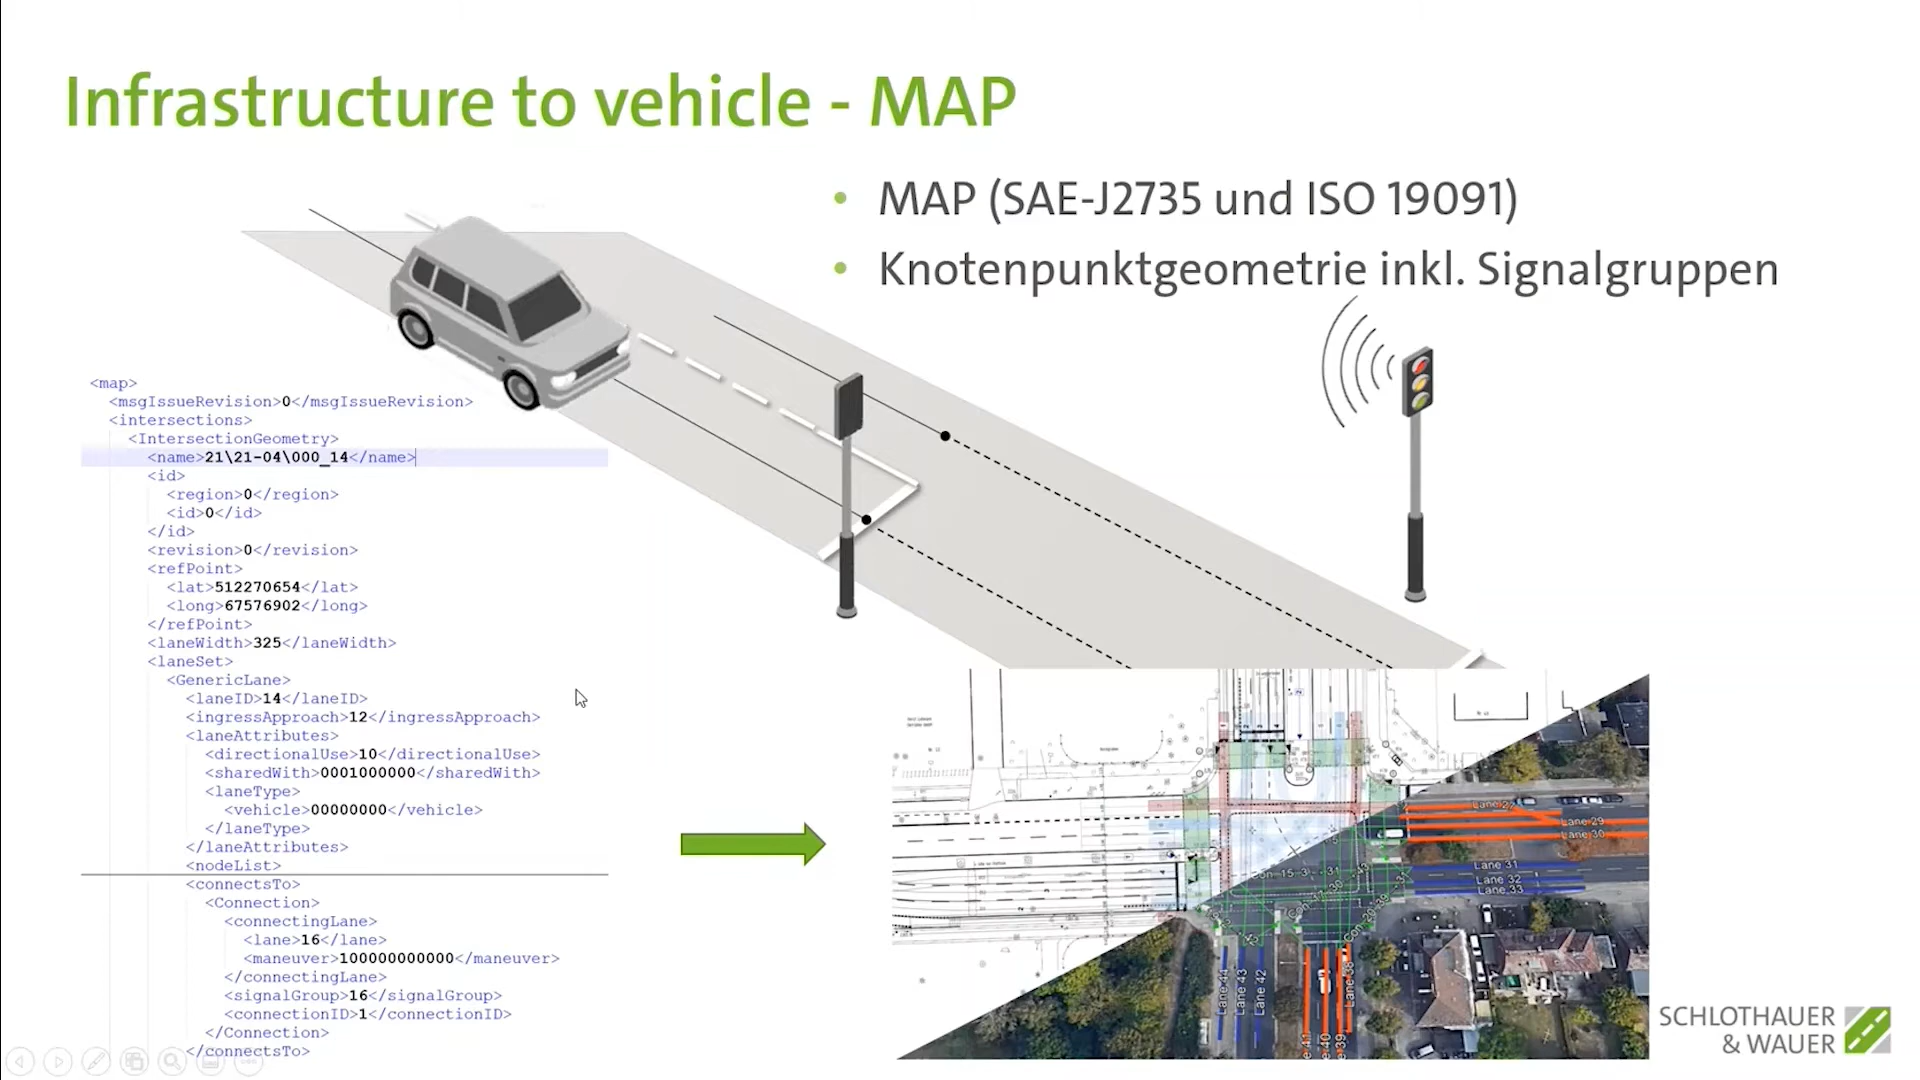 Infrastructure to vehicle - MAP
• MAP (SAE-J2735 und ISO 19091)
• Knotenpunktgeometrie inkl. Signalgruppen
<map>
<msgIssueRevision>0</msgIssueRevision>
<intersections>
<IntersectionGeometry>
<name>21\21-04\000_14</name>
<id>
<region>0</region>
<id>0</id>
</id>
<revision>0</revision>
<refPoint>
<lat>512270654</lat>
<long>67576902</long>
</refPoint>
<laneWidth>325</laneWidth>
<laneSet>
<GenericLane>
<laneID>14</laneID>
<ingressApproach>12</ingressApproach>
<laneAttributes>
<directionalUse>10</directionalUse>
<sharedWith>0001000000</sharedWith>
<laneType>
<vehicle>00000000</vehicle>
</laneType>
</laneAttributes>
<nodeList>
<connectsTo>
<Connection>
<connectingLane>
<lane>16</lane>
<maneuver>100000000000</maneuver>
</connectingLane>
<signalGroup>16</signalGroup>
<connectionID>1</connectionID>
</Connection>
</connectsTo>
Lane 27
Lane 29
Lane 30
Lane 31
Lane 32
Lane 33
Lane 44
Lane 43
Lane 42
Lane 38
SCHLOTHAUER
& WAUER